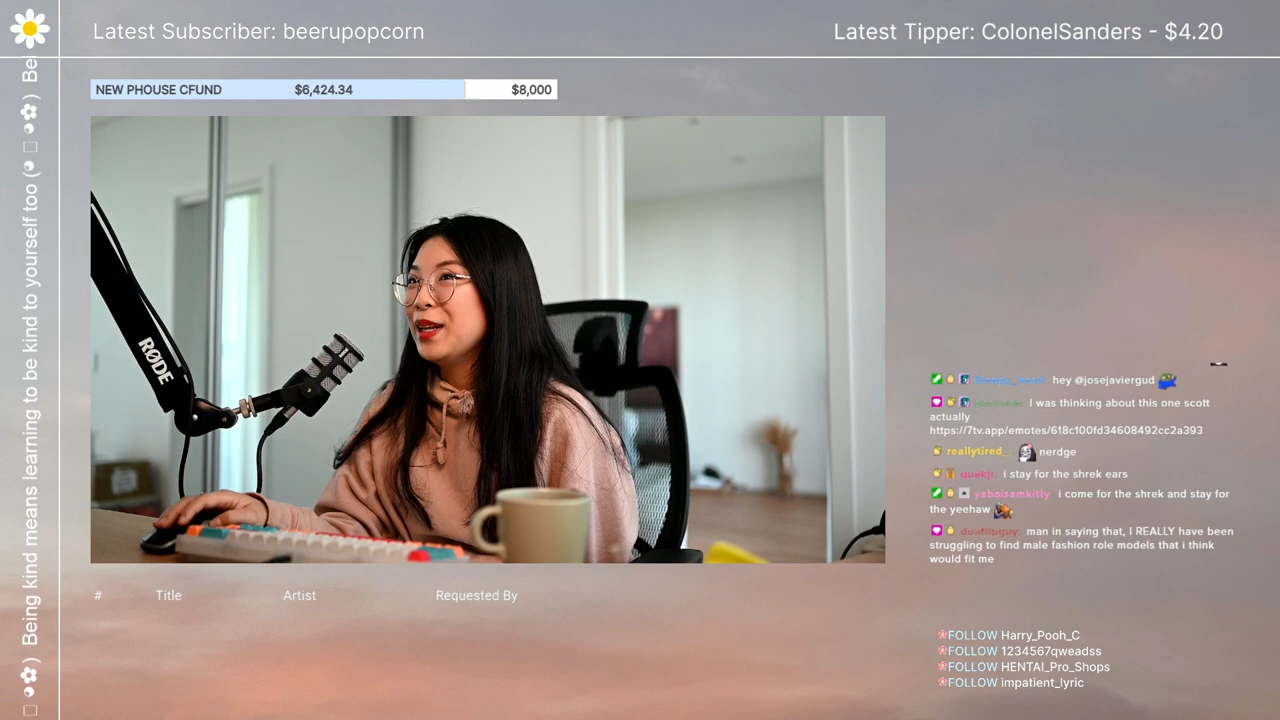 Latest Subscriber: beerupopcorn
Latest Tipper: ColonelSanders - $4.20
Being kind means learning to be kind to yourself too
Bei
NEW PHOUSE CFUND $6,424.34 $8,000
RØDE
hey @josejaviergud
I was thinking about this one scott
actually
https://7tv.app/emotes/618c100fd34608492cc2a393
reallytired_: nerdge
i stay for the shrek ears
yaboisamkitty i come for the shrek and stay for
the yeehaw
man in saying that, I REALLY have been
struggling to find male fashion role models that i think
would fit me
# Title Artist Requested By
FOLLOW Harry_Pooh_C
FOLLOW 1234567qweadss
FOLLOW HENTAI_Pro_Shops
FOLLOW impatient_lyric